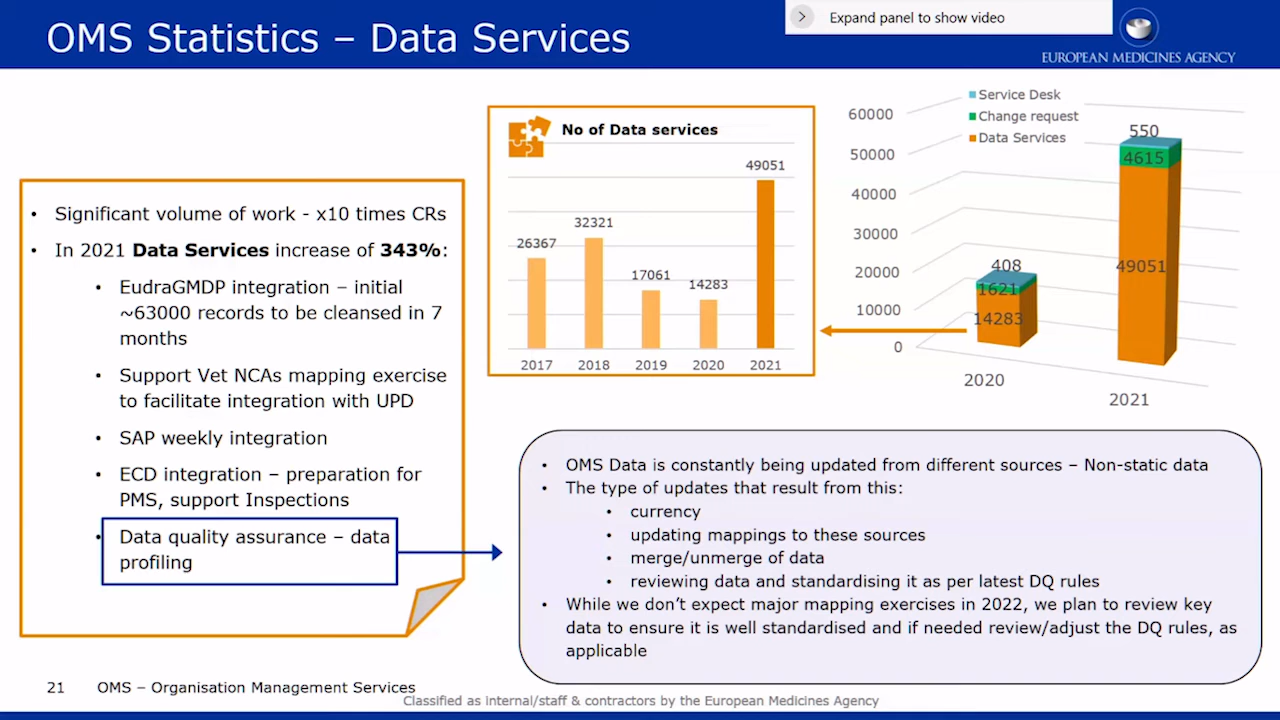 OMS Statistics – Data Services
Expand panel to show video
EUROPEAN MEDICINES AGENCY
• Significant volume of work - x10 times CRs
• In 2021 Data Services increase of 343%:
• EudraGMDP integration – initial
~63000 records to be cleansed in 7
months
• Support Vet NCAs mapping exercise
to facilitate integration with UPD
• SAP weekly integration
• ECD integration – preparation for
PMS, support Inspections
• Data quality assurance – data
profiling
No of Data services
26367
32321
17061
14283
49051
2017 2018 2019 2020 2021
Service Desk
Change request
Data Services
60000
50000
40000
30000
20000
10000
0
408
1621
14283
550
4615
49051
2020
2021
• OMS Data is constantly being updated from different sources – Non-static data
• The type of updates that result from this:
• currency
• updating mappings to these sources
• merge/unmerge of data
• reviewing data and standardising it as per latest DQ rules
• While we don't expect major mapping exercises in 2022, we plan to review key
data to ensure it is well standardised and if needed review/adjust the DQ rules, as
applicable
21 OMS – Organisation Management Services
Classified as internal/staff & contractors by the European Medicines Agency